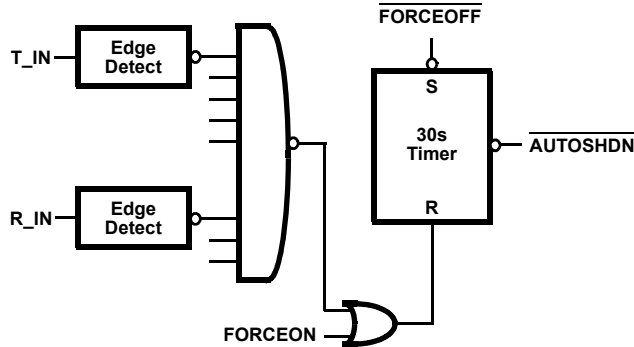 FORCEOFF
T_IN
Edge
Detect
S
30s
Timer
AUTOSHDN
R_IN
Edge
Detect
R
FORCEON